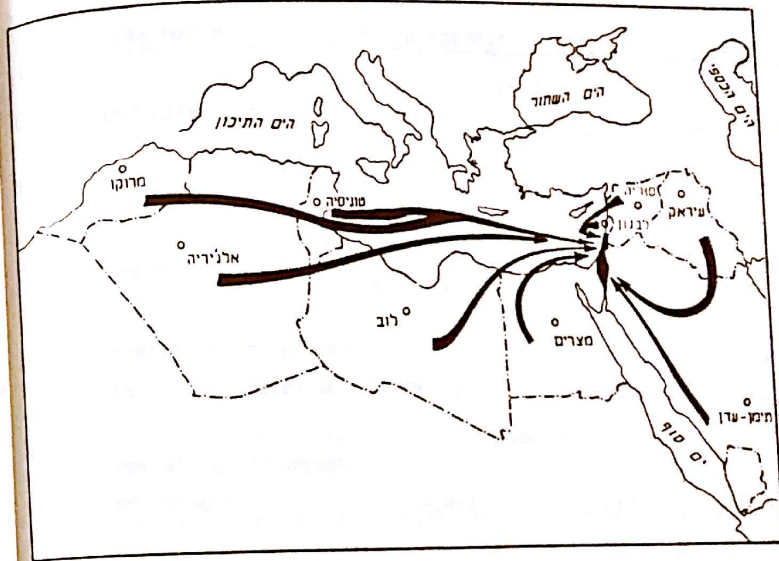 הים השחור
הים הכספי
הים התיכון
מרוקו
טוניסיה
סוריה
לבנון
עיראק
אלג'יריה
לוב
מצרים
תימן-עדן
ים סוף